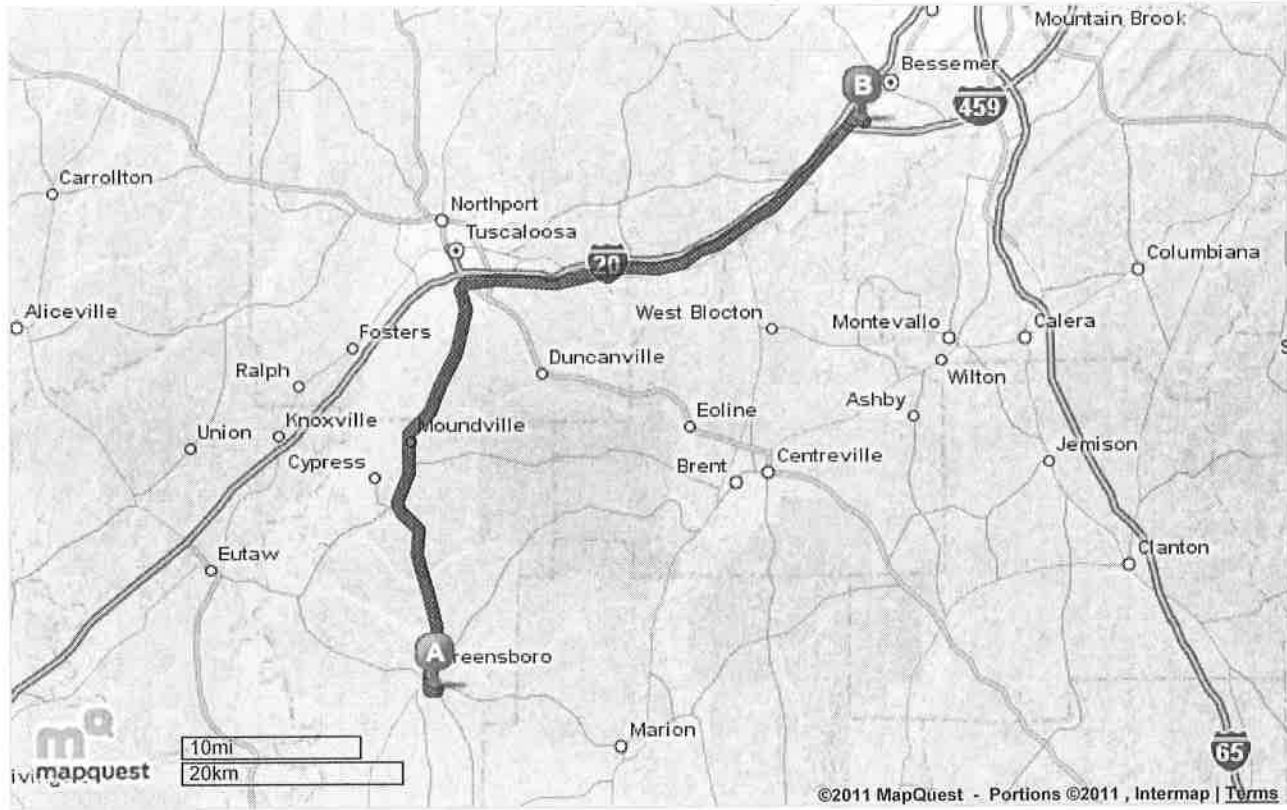 Mountain Brook
B
Bessemer
459
Carrollton
Northport
Tuscaloosa
20
Columbiana
Aliceville
West Blocton
Montevallo
Calera
Fosters
Duncanville
Wilton
Ralph
Ashby
Eoline
Knoxville
Moundville
Union
Cypress
Brent
Centreville
Jemison
Eutaw
Clanton
A
reensboro
Marion
mq
mapquest
10mi
20km
65
©2011 MapQuest - Portions ©2011 , Intermap | Terms